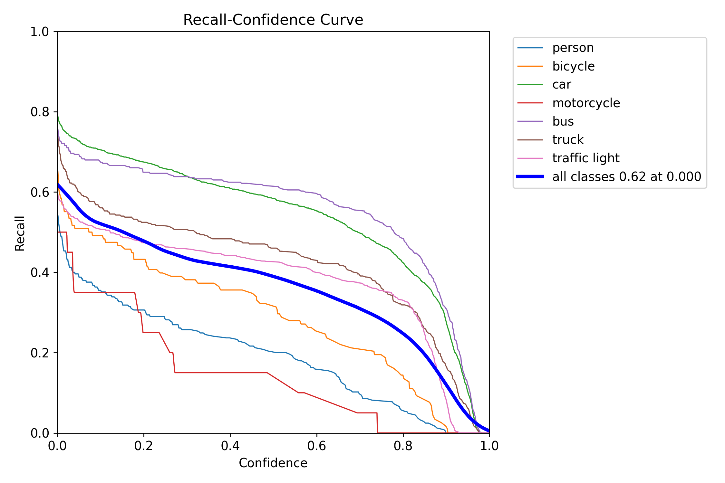 Recall-Confidence Curve
1.0
0.8
0.6
0.4
0.2
0.0
Recall
0.0 0.2 0.4 0.6 0.8 1.0
Confidence
person
bicycle
car
motorcycle
bus
truck
traffic light
all classes 0.62 at 0.000